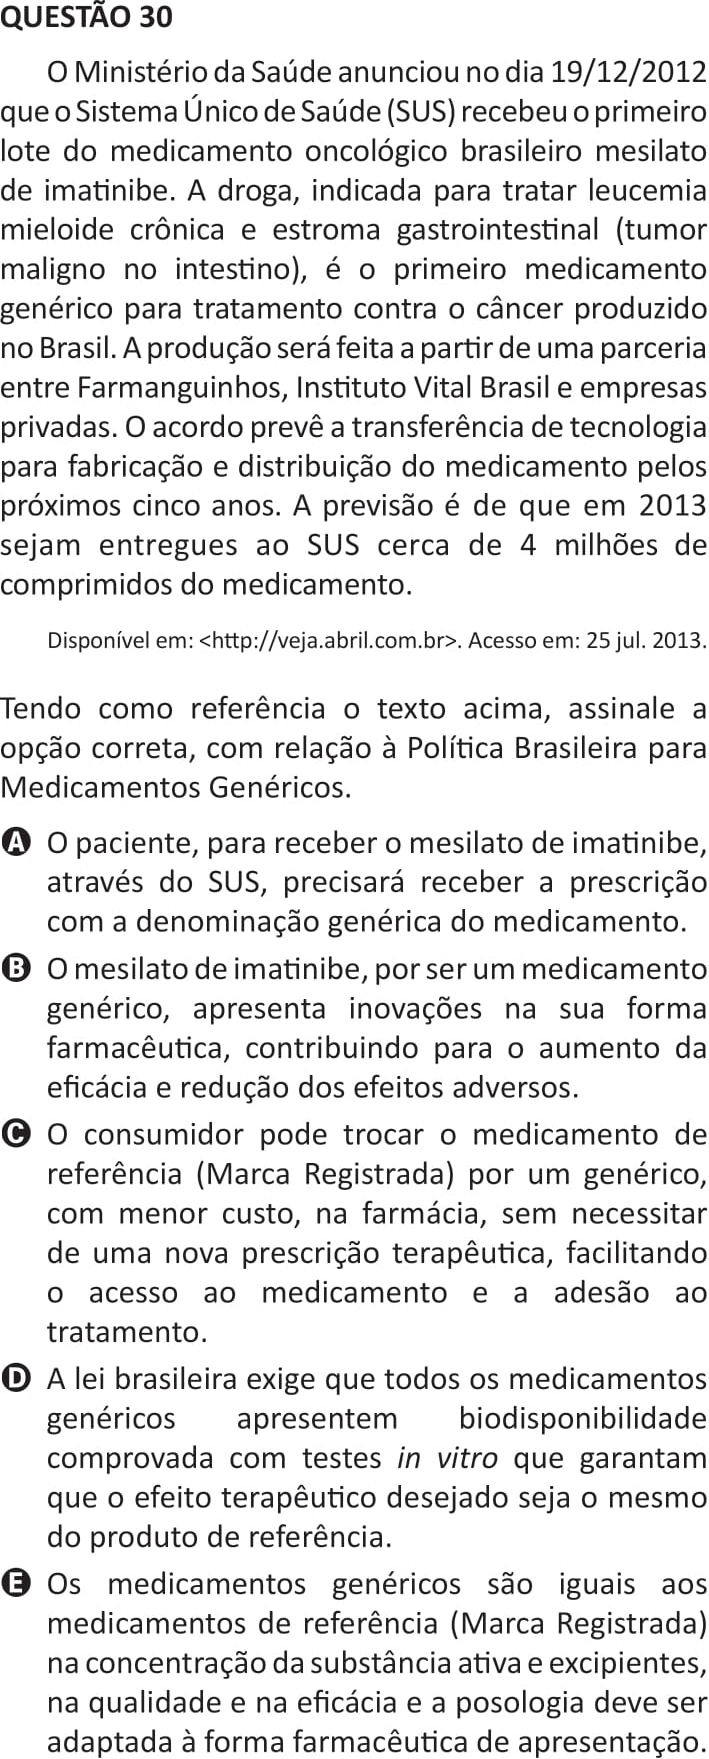 QUESTÃO 30
O Ministério da Saúde anunciou no dia 19/12/2012
que o Sistema Único de Saúde (SUS) recebeu o primeiro
lote do medicamento oncológico brasileiro mesilato
de imatinibe. A droga, indicada para tratar leucemia
mieloide crônica e estroma gastrointestinal (tumor
maligno no intestino), é o primeiro medicamento
genérico para tratamento contra o câncer produzido
no Brasil. A produção será feita a partir de uma parceria
entre Farmanguinhos, Instituto Vital Brasil e empresas
privadas. O acordo prevê a transferência de tecnologia
para fabricação e distribuição do medicamento pelos
próximos cinco anos. A previsão é de que em 2013
sejam entregues ao SUS cerca de 4 milhões de
comprimidos do medicamento.
Disponível em: <http://veja.abril.com.br>. Acesso em: 25 jul. 2013.
Tendo como referência o texto acima, assinale a
opção correta, com relação à Política Brasileira para
Medicamentos Genéricos.
A O paciente, para receber o mesilato de imatinibe,
através do SUS, precisará receber a prescrição
com a denominação genérica do medicamento.
B O mesilato de imatinibe, por ser um medicamento
genérico, apresenta inovações na sua forma
farmacêutica, contribuindo para o aumento da
eficácia e redução dos efeitos adversos.
C O consumidor pode trocar o medicamento de
referência (Marca Registrada) por um genérico,
com menor custo, na farmácia, sem necessitar
de uma nova prescrição terapêutica, facilitando
o acesso ao medicamento e a adesão ao
tratamento.
D A lei brasileira exige que todos os medicamentos
genéricos apresentem biodisponibilidade
comprovada com testes in vitro que garantam
que o efeito terapêutico desejado seja o mesmo
do produto de referência.
E Os medicamentos genéricos são iguais aos
medicamentos de referência (Marca Registrada)
na concentração da substância ativa e excipientes,
na qualidade e na eficácia e a posologia deve ser
adaptada à forma farmacêutica de apresentação.